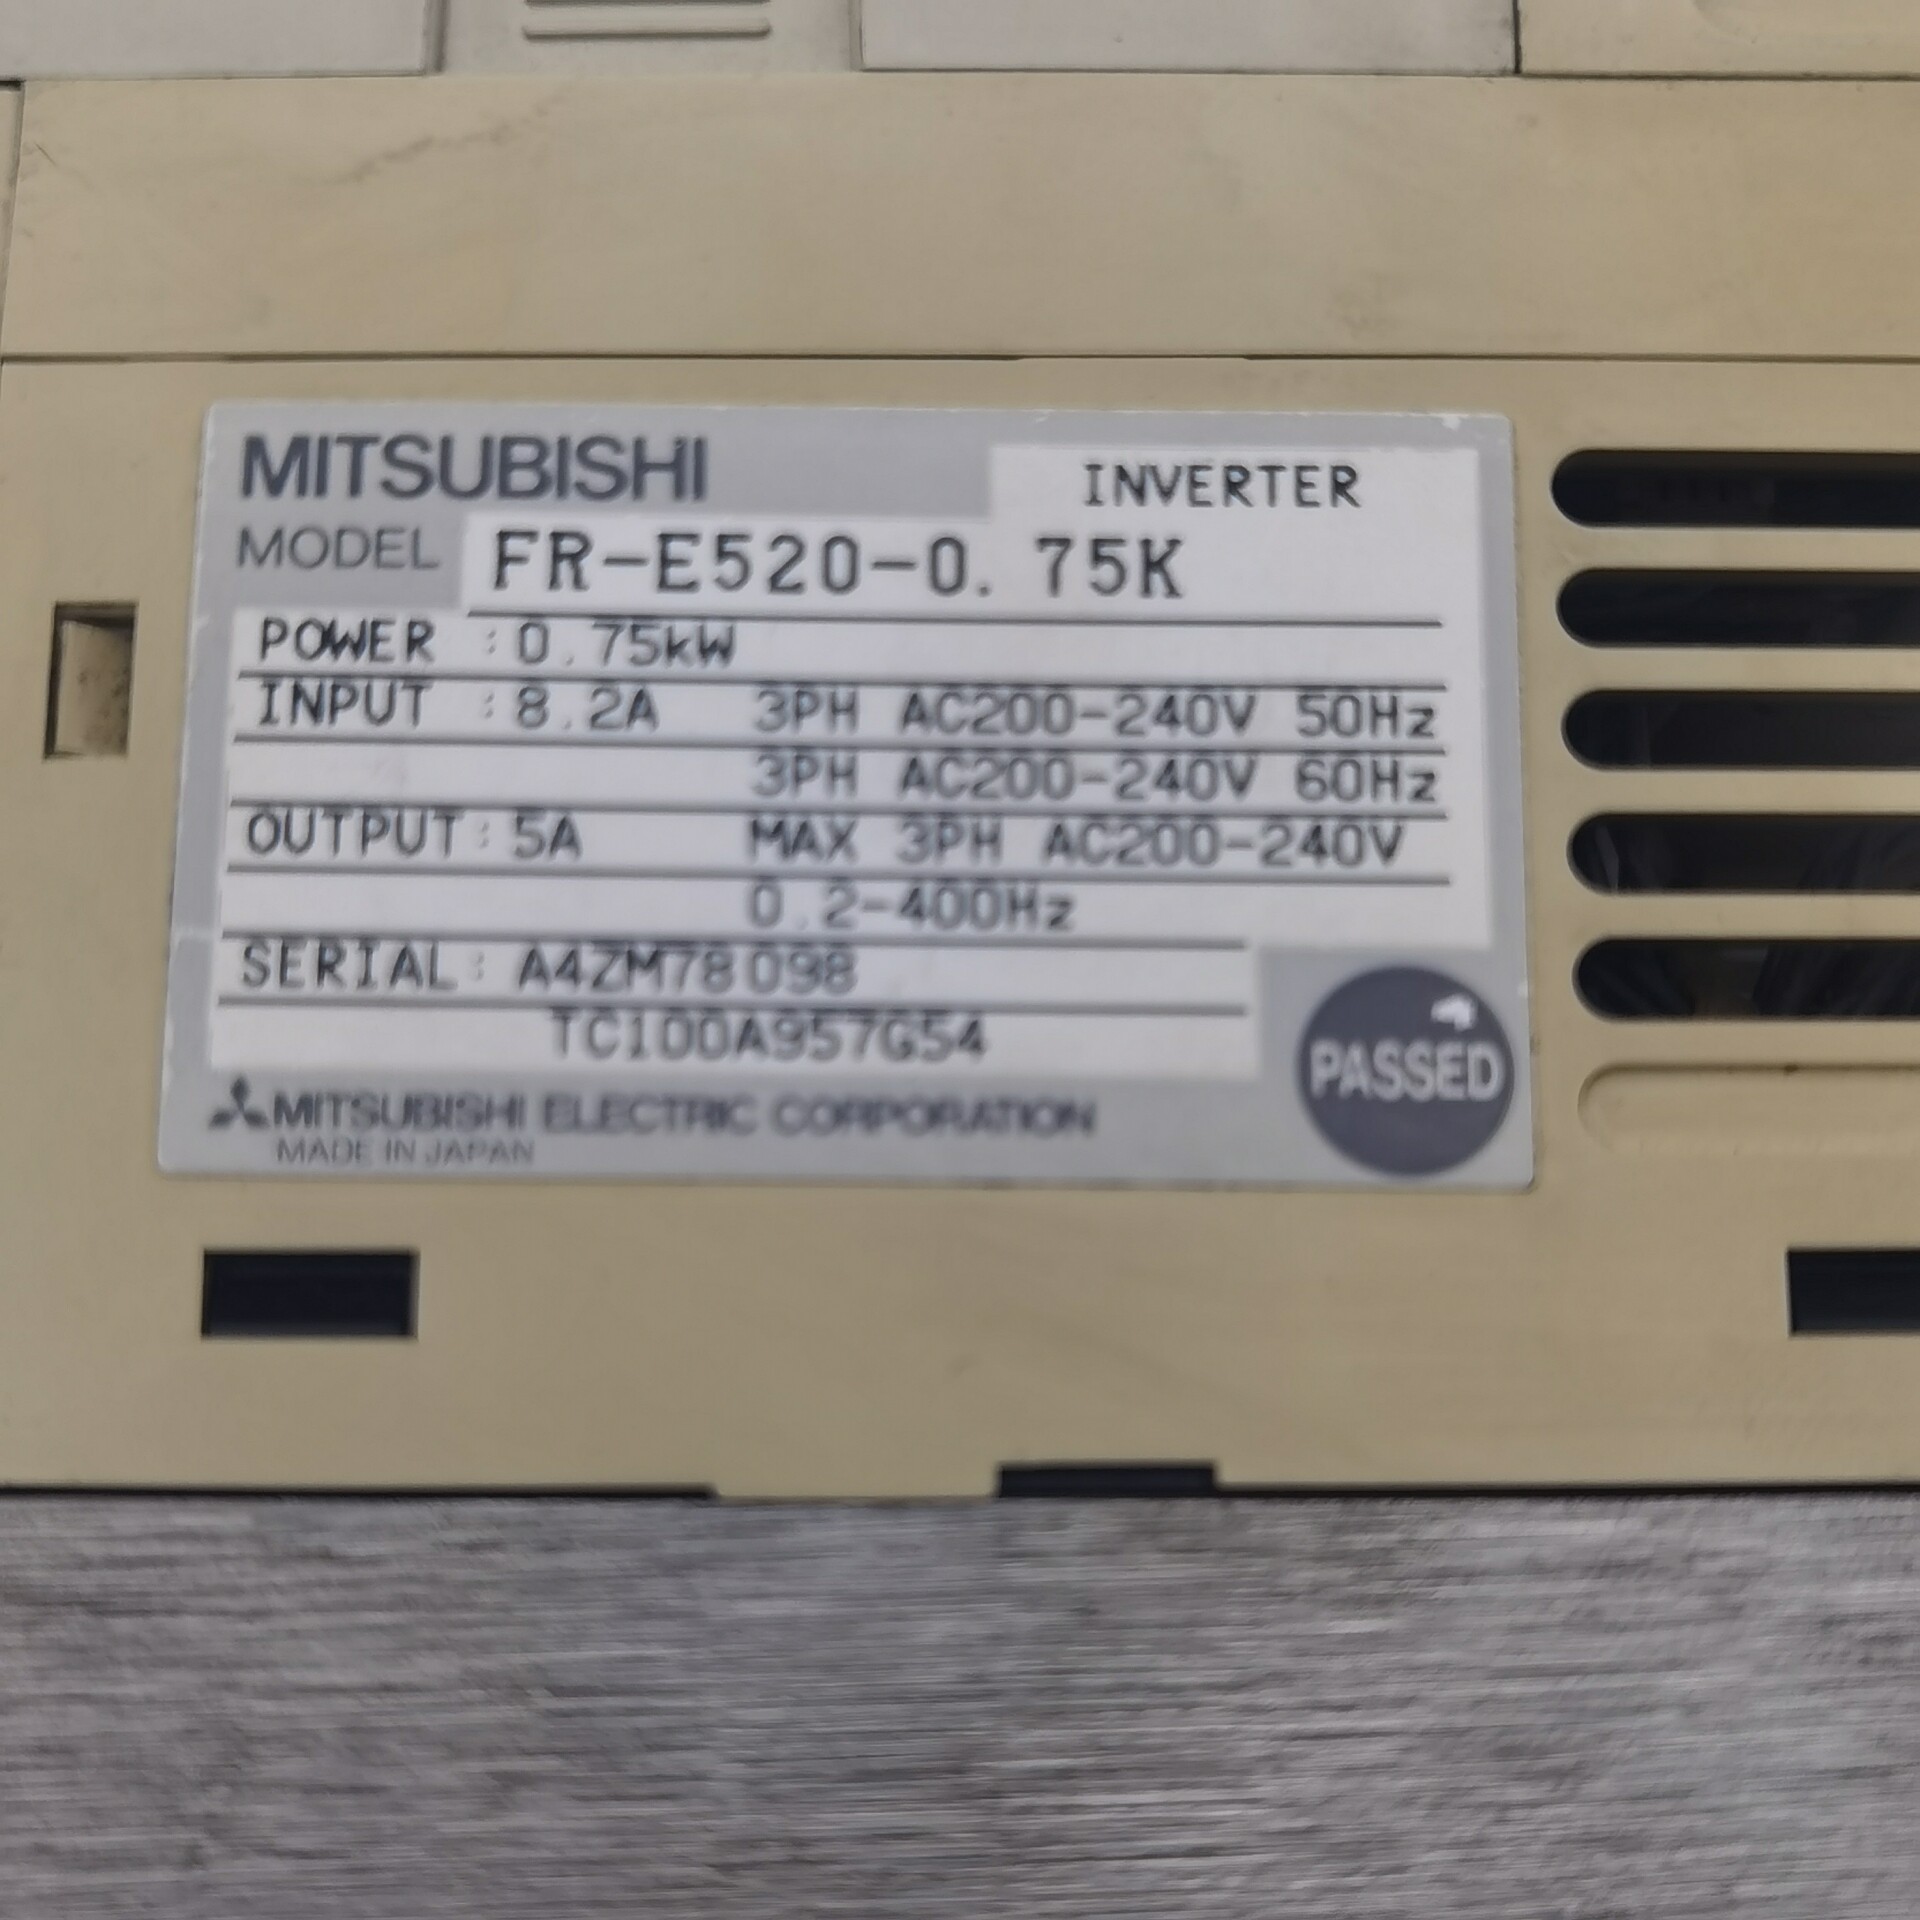 MITSUBISHI
INVERTER
MODEL FR-E520-0.75K
POWER :0.75kW
INPUT :8.2A 3PH AC200-240V 50Hz
3PH AC200-240V 60Hz
OUTPUT:5A MAX 3PH AC200-240V
0.2-400Hz
SERIAL: A4ZM78098
TC100A957G54
MITSUBISHI ELECTRIC CORPORATION
MADE IN JAPAN
PASSED